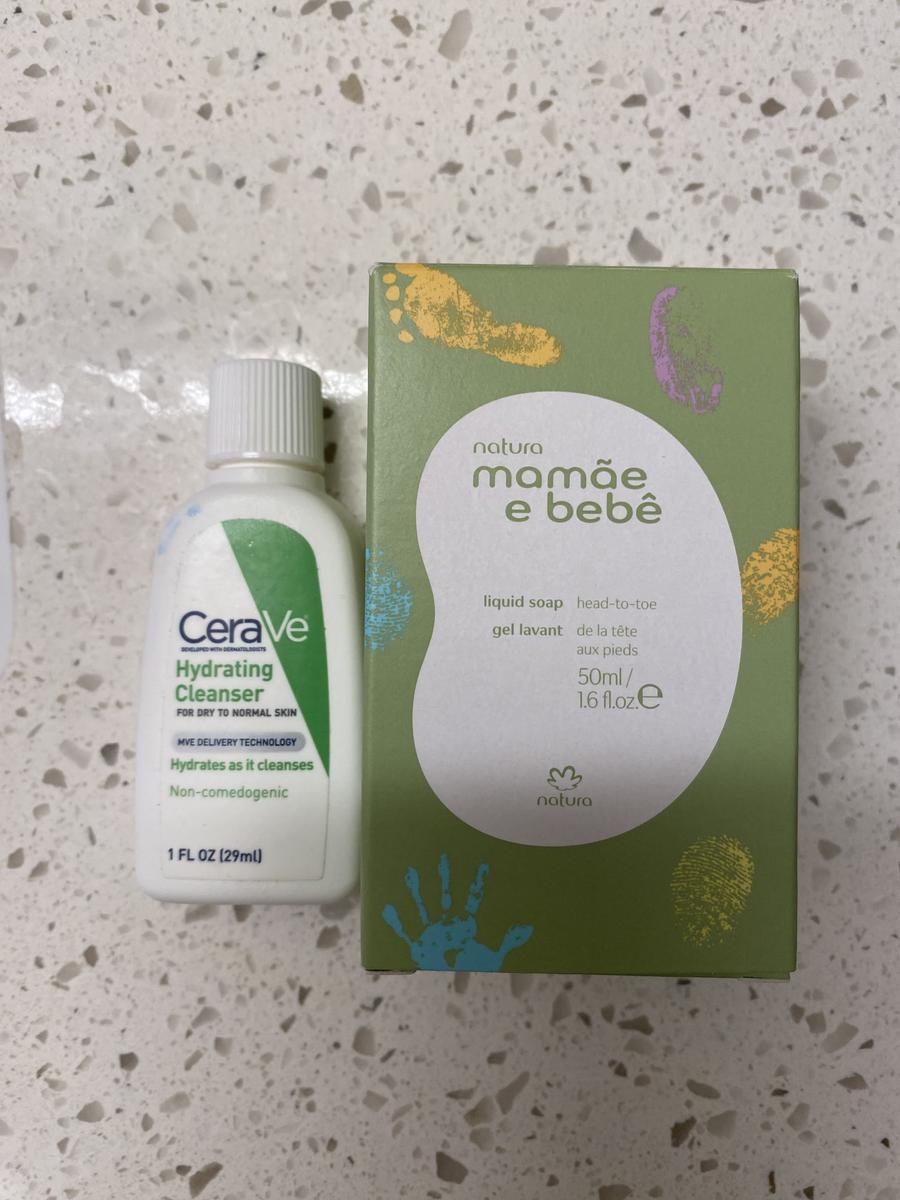 CeraVe
DEVELOPED WITH DERMATOLOGISTS
Hydrating
Cleanser
FOR DRY TO NORMAL SKIN
MVE DELIVERY TECHNOLOGY
Hydrates as it cleanses
Non-comedogenic
1 FL OZ (29ml)
natura
mamãe
e bebê
liquid soap head-to-toe
gel lavant de la tête
aux pieds
50ml /
1.6 fl.oz.e
natura